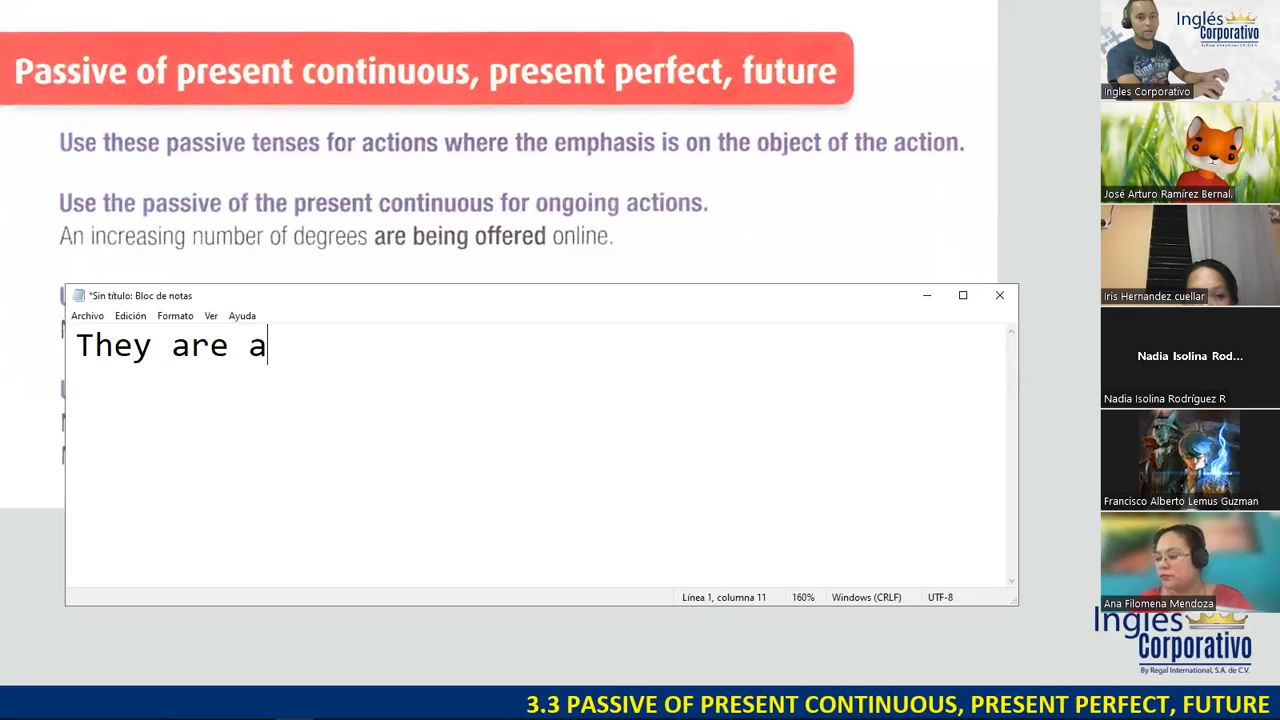 Passive of present continuous, present perfect, future
Use these passive tenses for actions where the emphasis is on the object of the action.
Use the passive of the present continuous for ongoing actions.
An increasing number of degrees are being offered online.
*Sin título: Bloc de notas
Archivo Edición Formato Ver Ayuda
They are a
Línea 1, columna 11 160% Windows (CRLF) UTF-8
Inglés
Corporativo
By Regal International, S.A. de C.V.
Ingles Corporativo
José Arturo Ramírez Bernal.
Iris Hernandez cuellar
Nadia Isolina Rod...
Nadia Isolina Rodríguez R
Francisco Alberto Lemus Guzman
Ana Filomena Mendoza
Inglés
Corporativo
By Regal International, S.A. de C.V.
3.3 PASSIVE OF PRESENT CONTINUOUS, PRESENT PERFECT, FUTURE